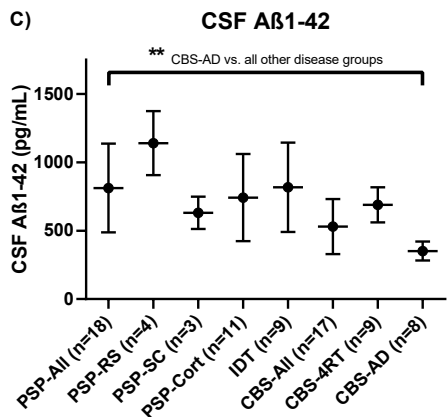 C)
CSF Aß1-42
** CBS-AD vs. all other disease groups
CSF Aß1-42 (pg/mL)
1500
1000
500
0
PSP-All (n=18)
PSP-RS (n=4)
PSP-SC (n=3)
PSP-Cort (n=11)
IDT (n=9)
CBS-All (n=17)
CBS-4RT (n=9)
CBS-AD (n=8)